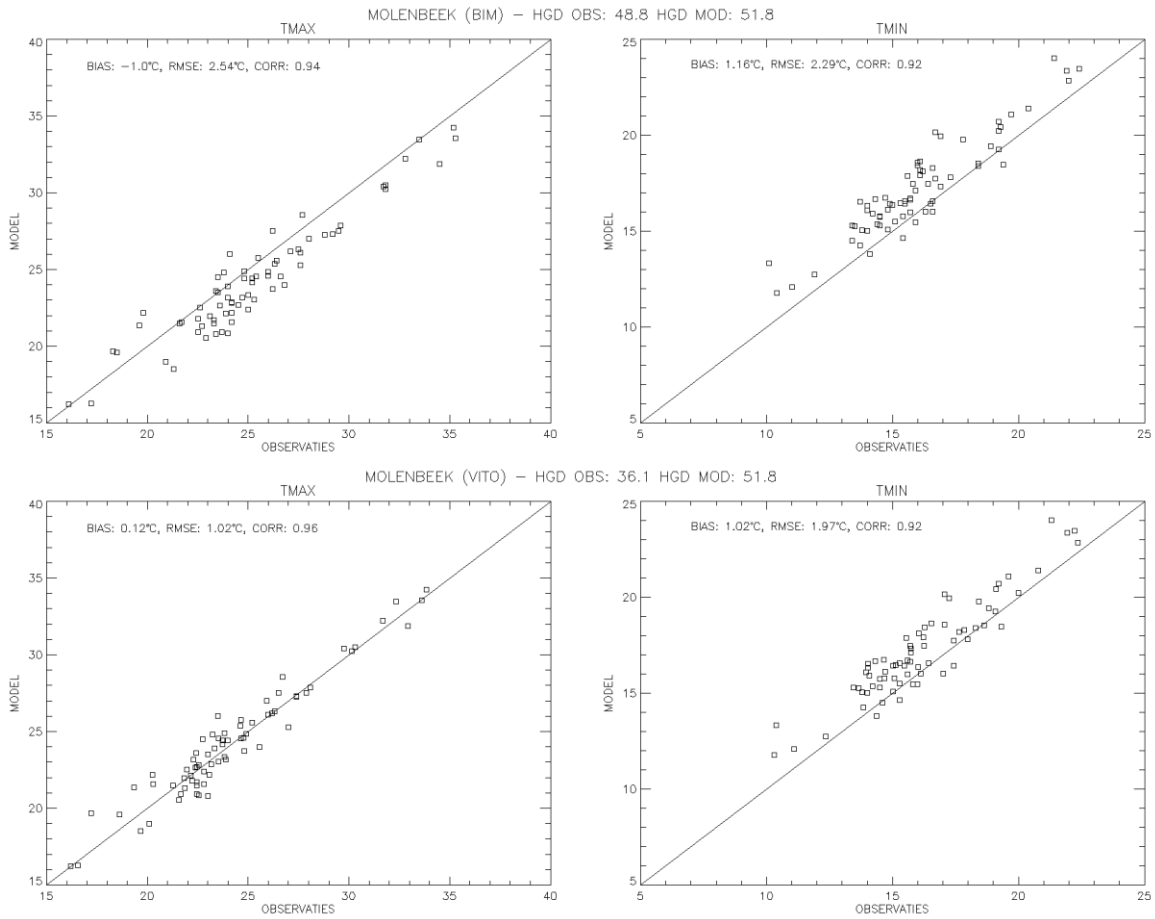 MOLENBEEK (BIM) – HGD OBS: 48.8 HGD MOD: 51.8
TMAX
BIAS: –1.0°C, RMSE: 2.54°C, CORR: 0.94
40
35
30
25
20
15
MODEL
15 20 25 30 35 40
OBSERVATIES
TMIN
BIAS: 1.16°C, RMSE: 2.29°C, CORR: 0.92
25
20
15
10
5
MODEL
5 10 15 20 25
OBSERVATIES
MOLENBEEK (VITO) – HGD OBS: 36.1 HGD MOD: 51.8
TMAX
BIAS: 0.12°C, RMSE: 1.02°C, CORR: 0.96
40
35
30
25
20
15
MODEL
15 20 25 30 35 40
OBSERVATIES
TMIN
BIAS: 1.02°C, RMSE: 1.97°C, CORR: 0.92
25
20
15
10
5
MODEL
5 10 15 20 25
OBSERVATIES